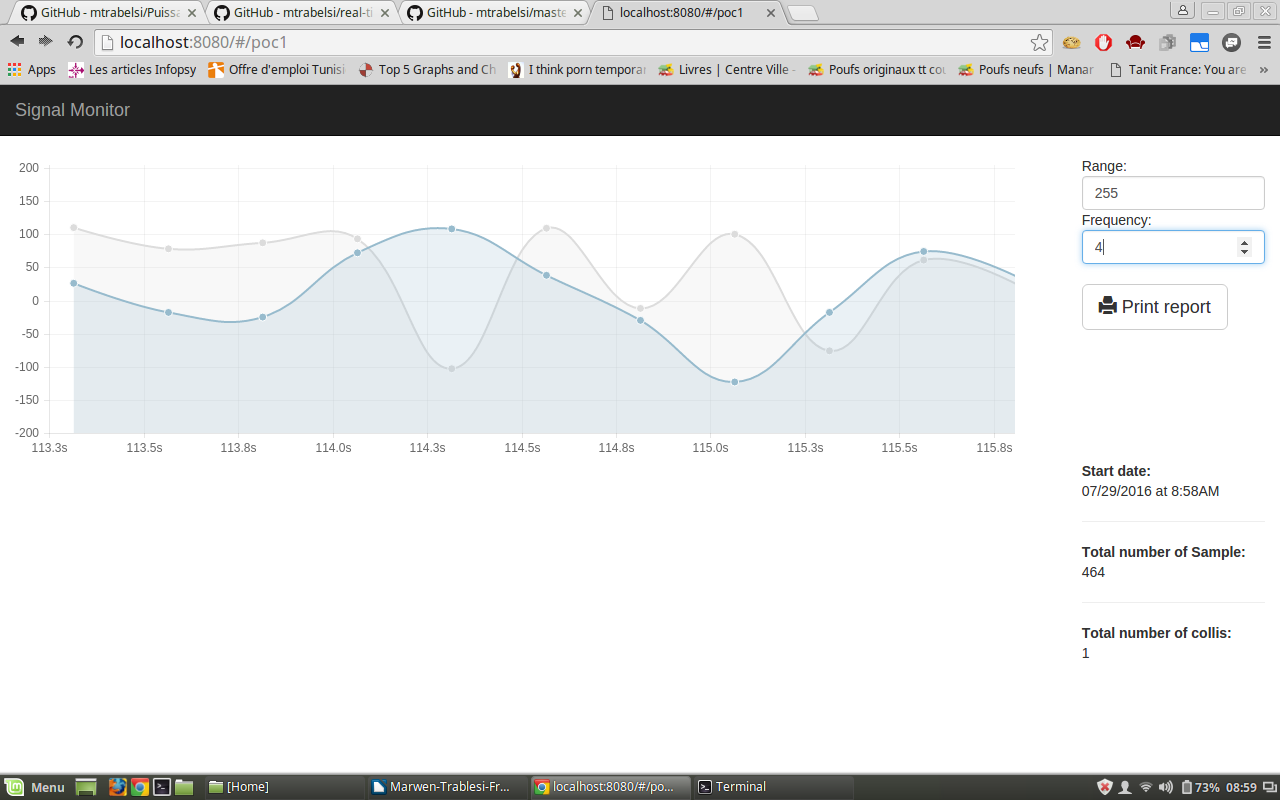 GitHub - mtrabelsi/Puissa
GitHub - mtrabelsi/real-ti
GitHub - mtrabelsi/maste
localhost:8080/#/poc1
localhost:8080/#/poc1
Apps
Les articles Infopsy
Offre d'emploi Tunisi
Top 5 Graphs and Ch
I think porn temporar
Livres | Centre Ville -
Poufs originaux tt cou
Poufs neufs | Manar
Tanit France: You are
»
Signal Monitor
200
150
100
50
0
-50
-100
-150
-200
113.3s
113.5s
113.8s
114.0s
114.3s
114.5s
114.8s
115.0s
115.3s
115.5s
115.8s
Range:
255
Frequency:
4
Print report
Start date:
07/29/2016 at 8:58AM
Total number of Sample:
464
Total number of collis:
1
Menu
[Home]
Marwen-Trablesi-Fr...
localhost:8080/#/po...
Terminal
73%
08:59